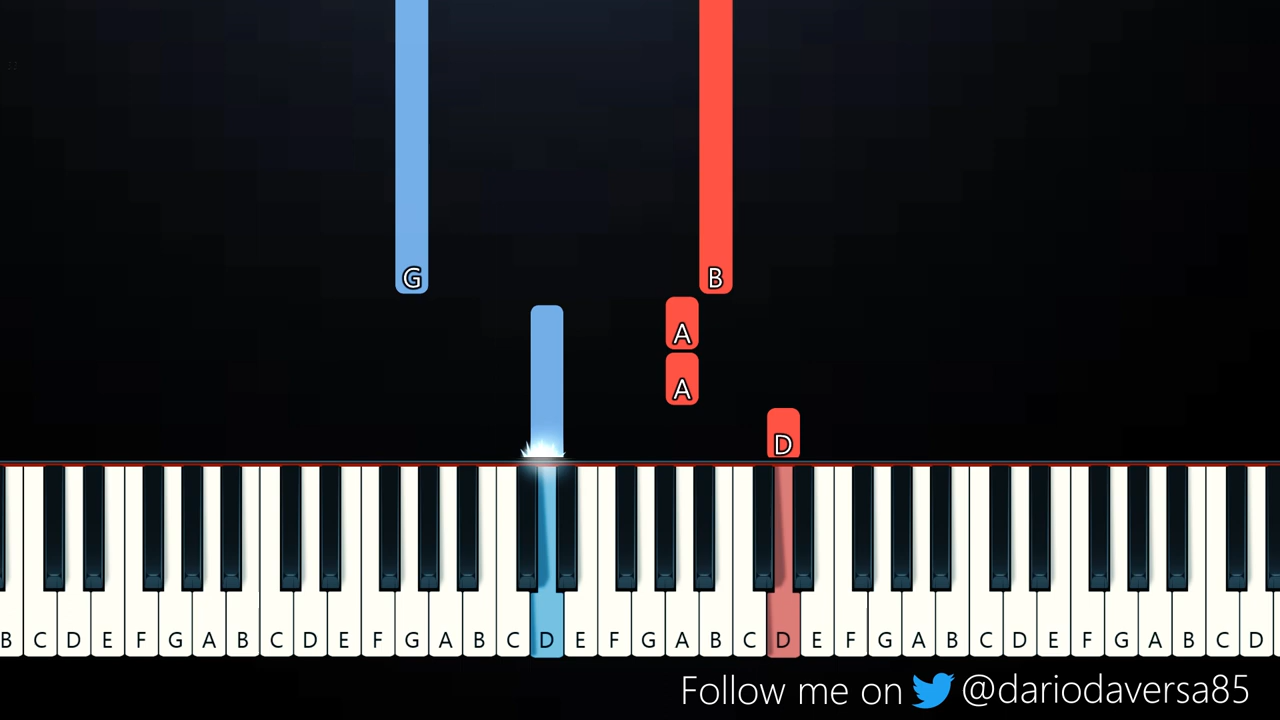 G B
A
A
D
B C D E F G A B C D E F G A B C D E F G A B C D E F G A B C D E F G A B C D
Follow me on @dariodaversa85